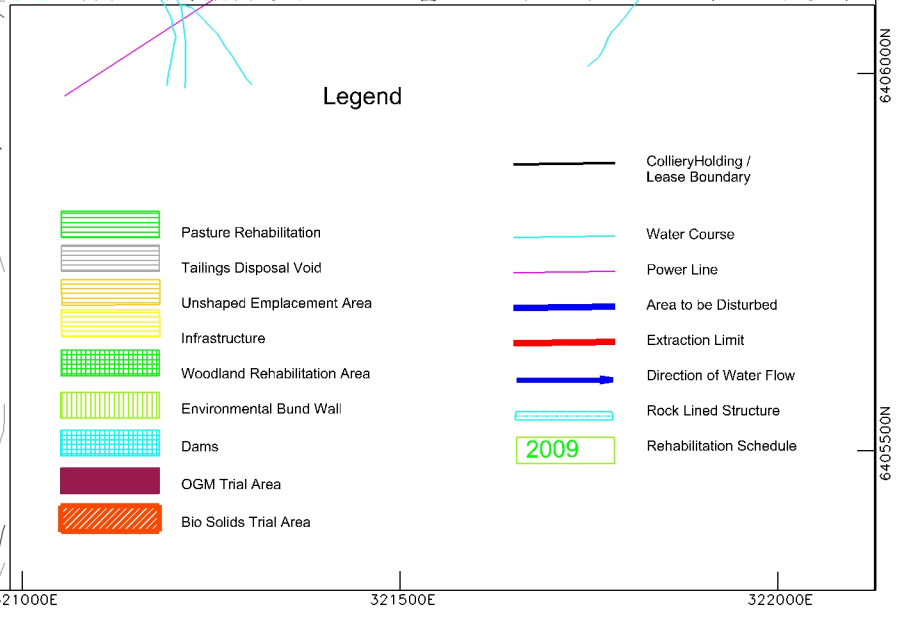 6406000N
Legend
CollieryHolding /
Lease Boundary
Pasture Rehabilitation
Water Course
Tailings Disposal Void
Power Line
Unshaped Emplacement Area
Area to be Disturbed
Infrastructure
Extraction Limit
Woodland Rehabilitation Area
Direction of Water Flow
Environmental Bund Wall
Rock Lined Structure
Dams
2009
Rehabilitation Schedule
6405500N
OGM Trial Area
Bio Solids Trial Area
21000E
321500E
322000E